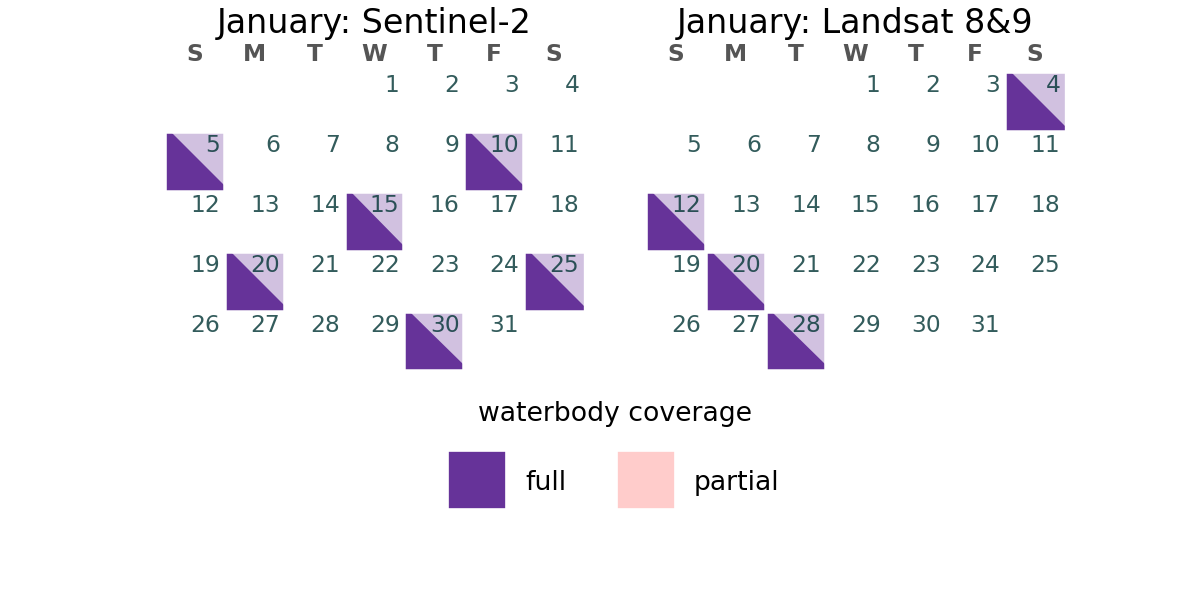 January: Sentinel-2
S M T W T F S
1 2 3 4
5 6 7 8 9 10 11
12 13 14 15 16 17 18
19 20 21 22 23 24 25
26 27 28 29 30 31
January: Landsat 8&9
S M T W T F S
1 2 3 4
5 6 7 8 9 10 11
12 13 14 15 16 17 18
19 20 21 22 23 24 25
26 27 28 29 30 31
waterbody coverage
full partial